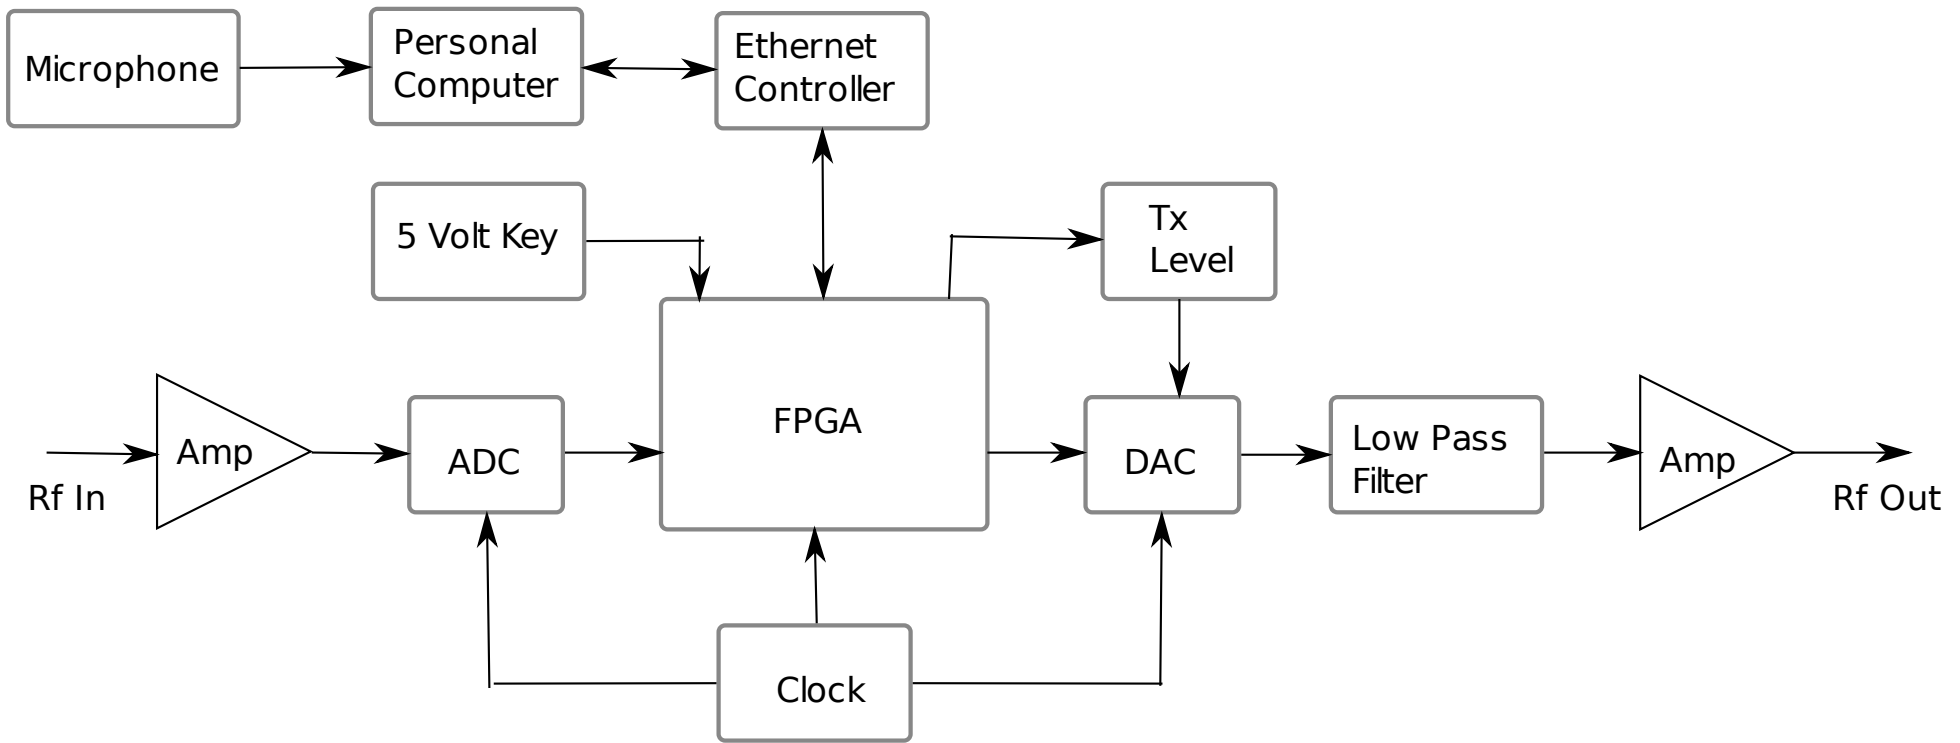 Microphone
Personal
Computer
Ethernet
Controller
5 Volt Key
Tx
Level
Amp
Rf In
ADC
FPGA
DAC
Low Pass
Filter
Amp
Rf Out
Clock